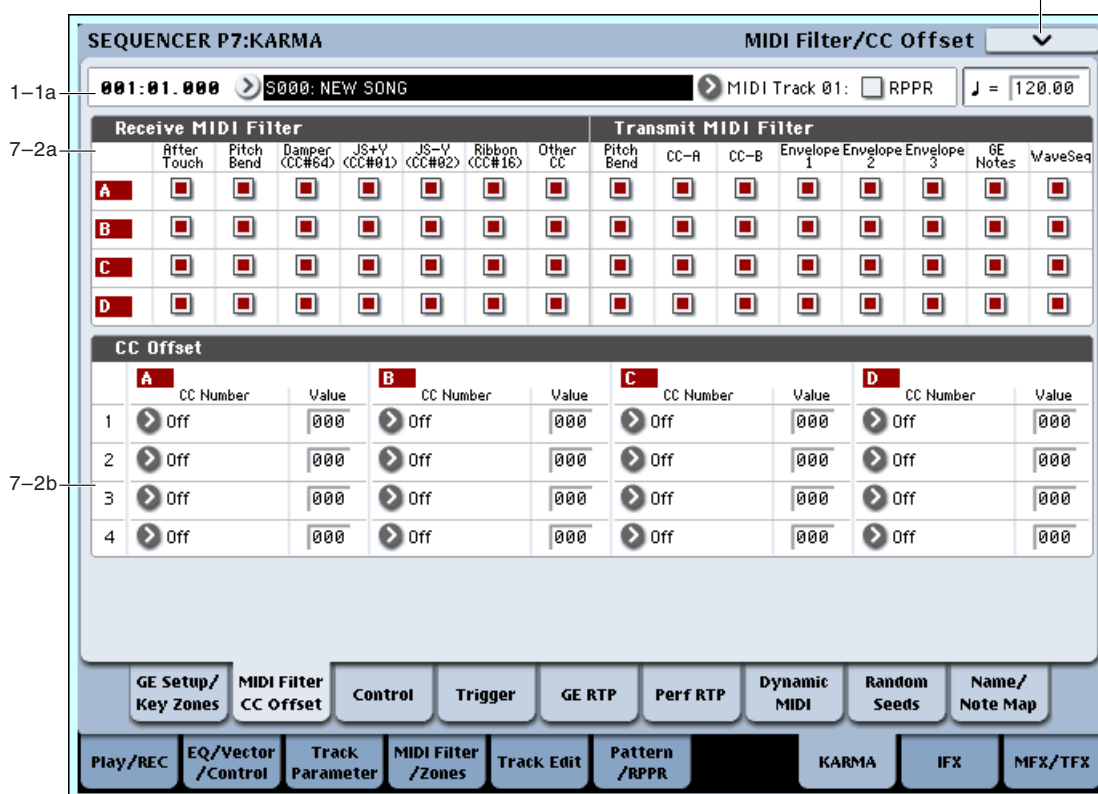 SEQUENCER P7:KARMA MIDI Filter/CC Offset
1–1a 001:01.000 S000: NEW SONG MIDI Track 01: RPPR ♩ = 120.00
Receive MIDI Filter Transmit MIDI Filter
7–2a After Touch Pitch Bend Damper (CC#64) JS+Y (CC#01) JS-Y (CC#02) Ribbon (CC#16) Other CC Pitch Bend CC-A CC-B Envelope 1 Envelope 2 Envelope 3 GE Notes WaveSeq
A
B
C
D
CC Offset
A B C D
CC Number Value CC Number Value CC Number Value CC Number Value
1 Off 000 Off 000 Off 000 Off 000
2 Off 000 Off 000 Off 000 Off 000
7–2b
3 Off 000 Off 000 Off 000 Off 000
4 Off 000 Off 000 Off 000 Off 000
GE Setup/ Key Zones MIDI Filter CC Offset Control Trigger GE RTP Perf RTP Dynamic MIDI Random Seeds Name/ Note Map
Play/REC EQ/Vector /Control Track Parameter MIDI Filter /Zones Track Edit Pattern /RPPR KARMA IFX MFX/TFX